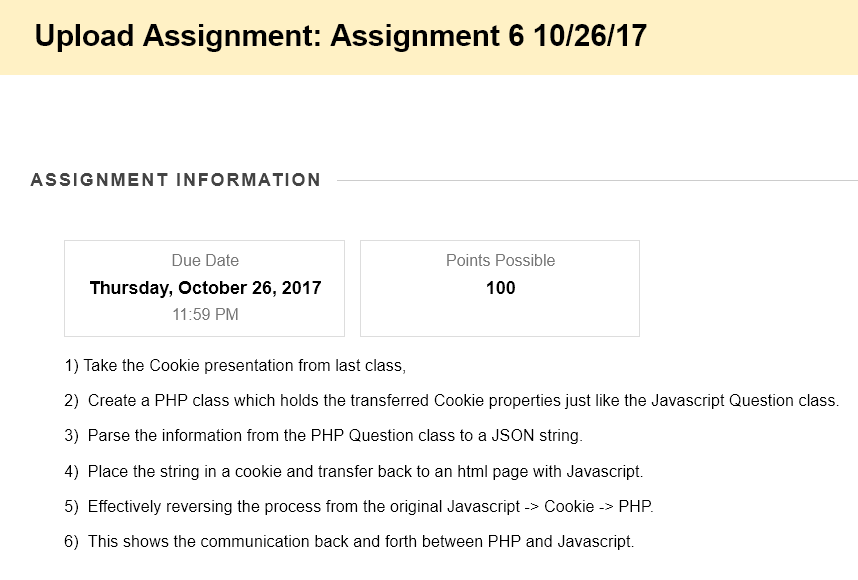 Upload Assignment: Assignment 6 10/26/17
ASSIGNMENT INFORMATION
Due Date
Thursday, October 26, 2017
11:59 PM
Points Possible
100
1) Take the Cookie presentation from last class,
2) Create a PHP class which holds the transferred Cookie properties just like the Javascript Question class.
3) Parse the information from the PHP Question class to a JSON string.
4) Place the string in a cookie and transfer back to an html page with Javascript.
5) Effectively reversing the process from the original Javascript -> Cookie -> PHP.
6) This shows the communication back and forth between PHP and Javascript.